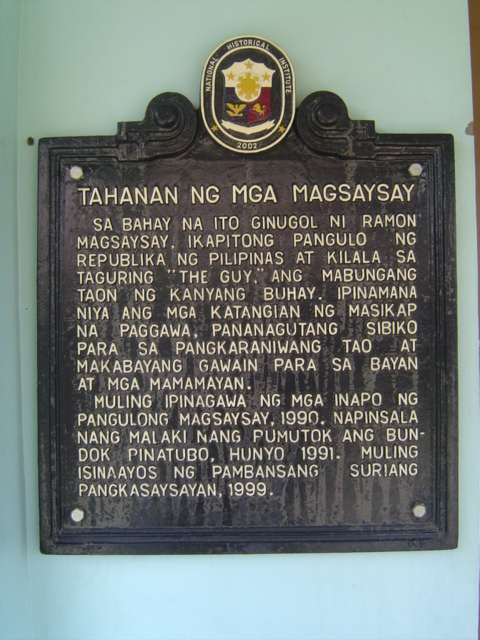 NATIONAL HISTORICAL INSTITUTE
2002
TAHANAN NG MGA MAGSAYSAY
SA BAHAY NA ITO GINUGOL NI RAMON
MAGSAYSAY, IKAPITONG PANGULO NG
REPUBLIKA NG PILIPINAS AT KILALA SA
TAGURING "THE GUY," ANG MABUNGANG
TAON NG KANYANG BUHAY. IPINAMANA
NIYA ANG MGA KATANGIAN NG MASIKAP
NA PAGGAWA, PANANAGUTANG SIBIKO
PARA SA PANGKARANIWANG TAO AT
MAKABAYANG GAWAIN PARA SA BAYAN
AT MGA MAMAMAYAN.
MULING IPINAGAWA NG MGA INAPO NG
PANGULONG MAGSAYSAY, 1990. NAPINSALA
NANG MALAKI NANG PUMUTOK ANG BUN-
DOK PINATUBO, HUNYO 1991. MULING
ISINAAYOS NG PAMBANSANG SURIANG
PANGKASAYSAYAN, 1999.